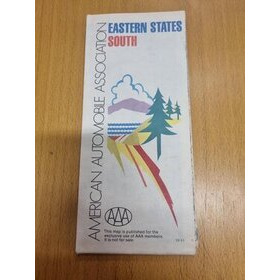 AMERICAN AUTOMOBILE ASSOCIATION
EASTERN STATES
SOUTH
AAA
This map is published for the
exclusive use of AAA members
It is not for sale